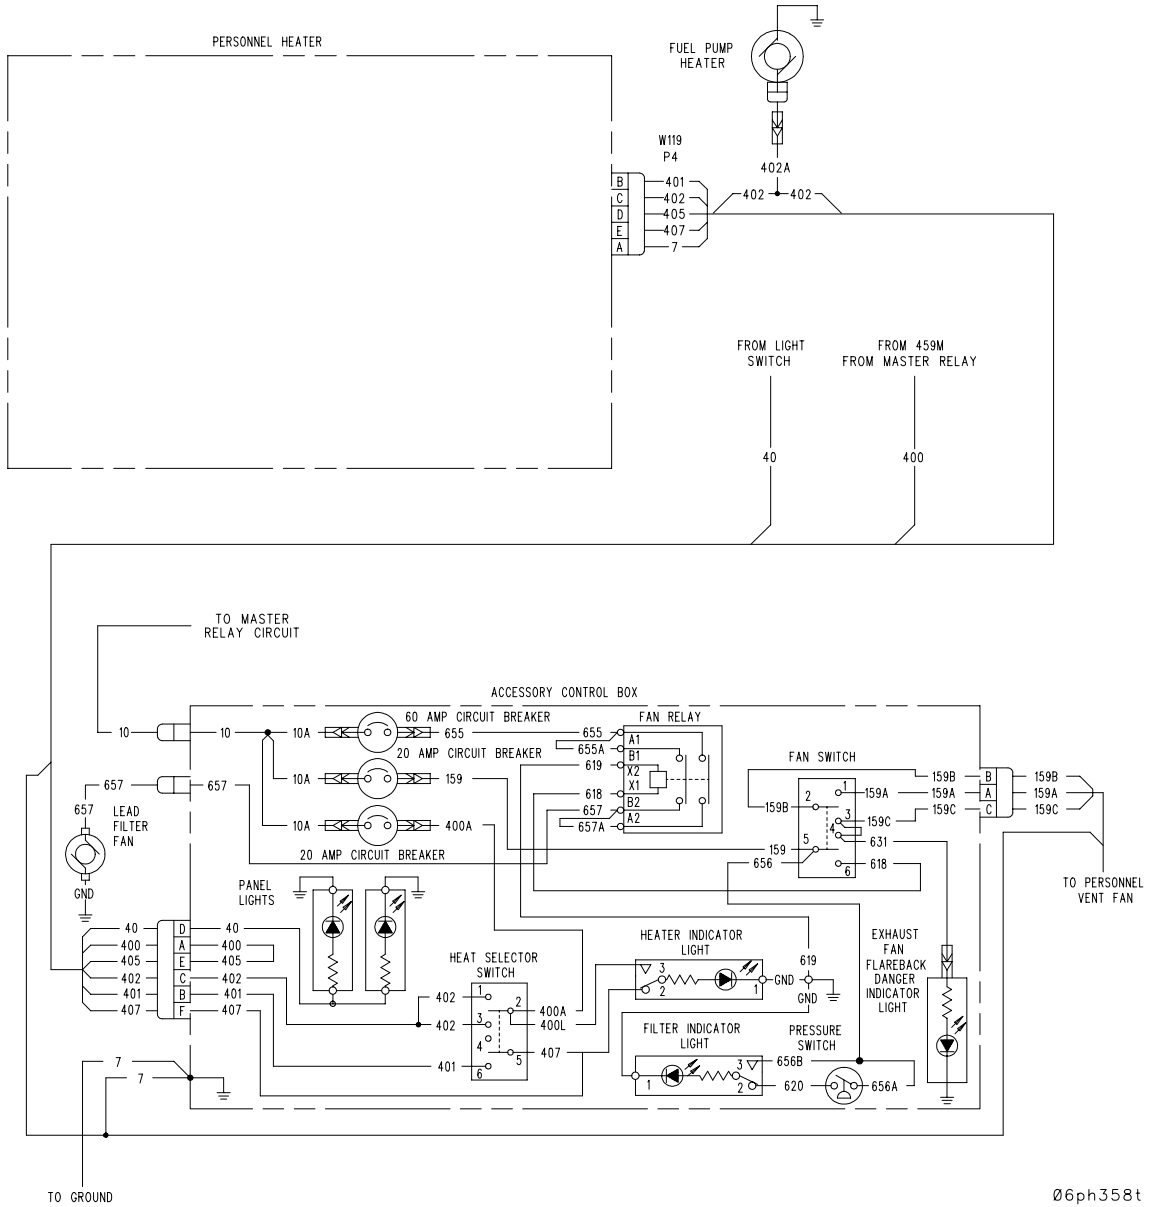 PERSONNEL HEATER
FUEL PUMP
HEATER
W119
P4
402A
B 401
C 402
D 405
E 407
A 7
402 402
FROM LIGHT
SWITCH
FROM 459M
FROM MASTER RELAY
40
400
TO MASTER
RELAY CIRCUIT
ACCESSORY CONTROL BOX
60 AMP CIRCUIT BREAKER
FAN RELAY
10 10 10A 655 655
A1
655A
20 AMP CIRCUIT BREAKER
B1
619
X2
10A 159
X1
618
B2
657
A2
657A
10A 400A
20 AMP CIRCUIT BREAKER
657 657
657
LEAD
FILTER
FAN
GND
FAN SWITCH
1
2
3
4
5
6
159B
159A
159C
631
159
656
618
159B B 159B
159A A 159A
159C C 159C
TO PERSONNEL
VENT FAN
PANEL
LIGHTS
40 D 40
400 A 400
405 E 405
402 C 402
401 B 401
407 F 407
HEAT SELECTOR
SWITCH
402 1
2
402 3
4
5
401 6
400A
400L
407
HEATER INDICATOR
LIGHT
3
2
1
GND
619
GND
FILTER INDICATOR
LIGHT
1
3
2
656B
620
656A
PRESSURE
SWITCH
EXHAUST
FAN
FLAREBACK
DANGER
INDICATOR
LIGHT
7
7
TO GROUND
Ø6ph358t